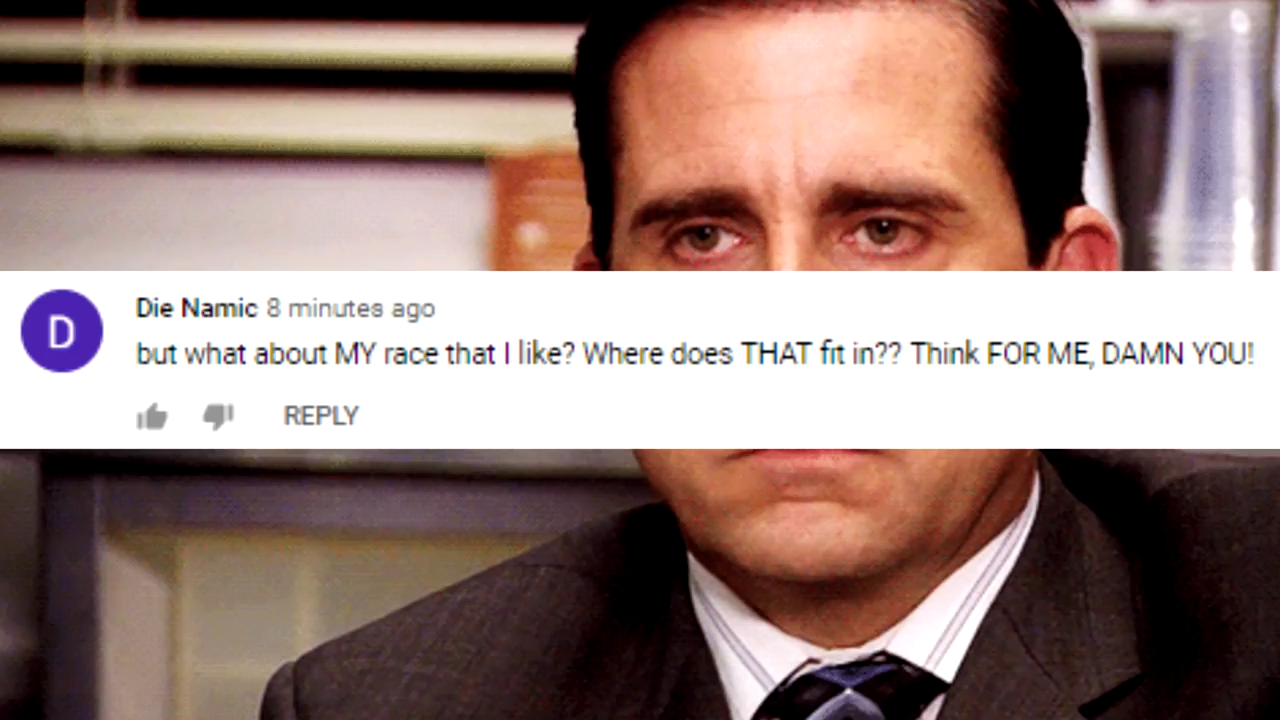 D
Die Namic 8 minutes ago
but what about MY race that I like? Where does THAT fit in?? Think FOR ME, DAMN YOU!
REPLY